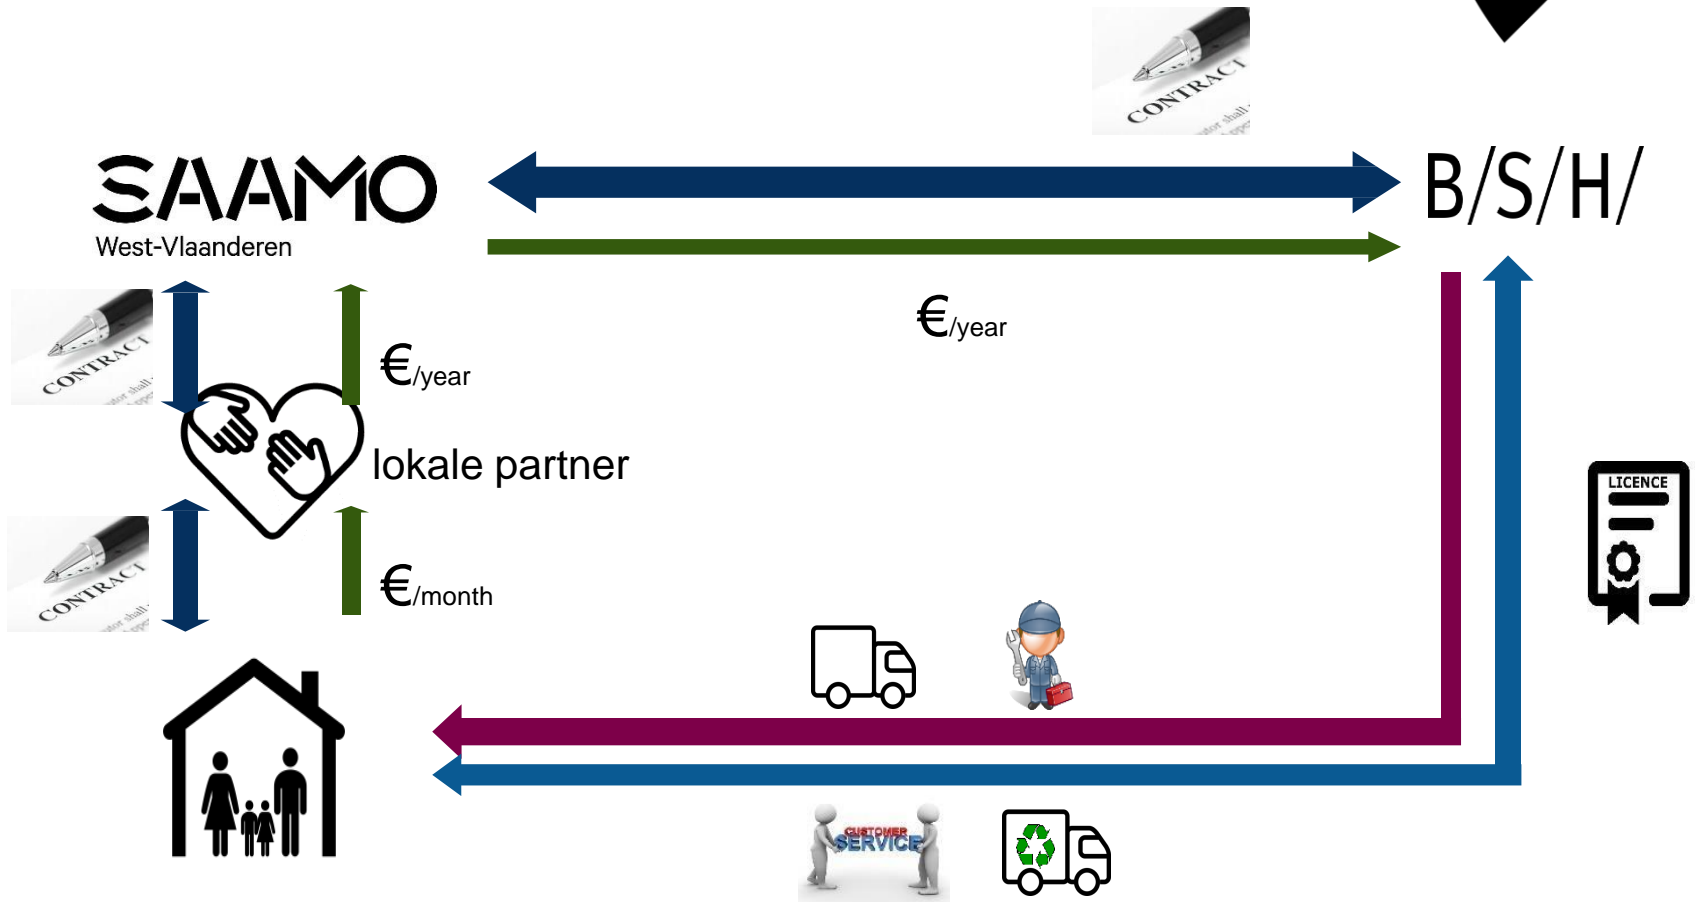 CONTRACT
SAAMO
West-Vlaanderen
B/S/H/
€/year
CONTRACT
€/year
lokale partner
LICENCE
CONTRACT
€/month
CUSTOMER
SERVICE